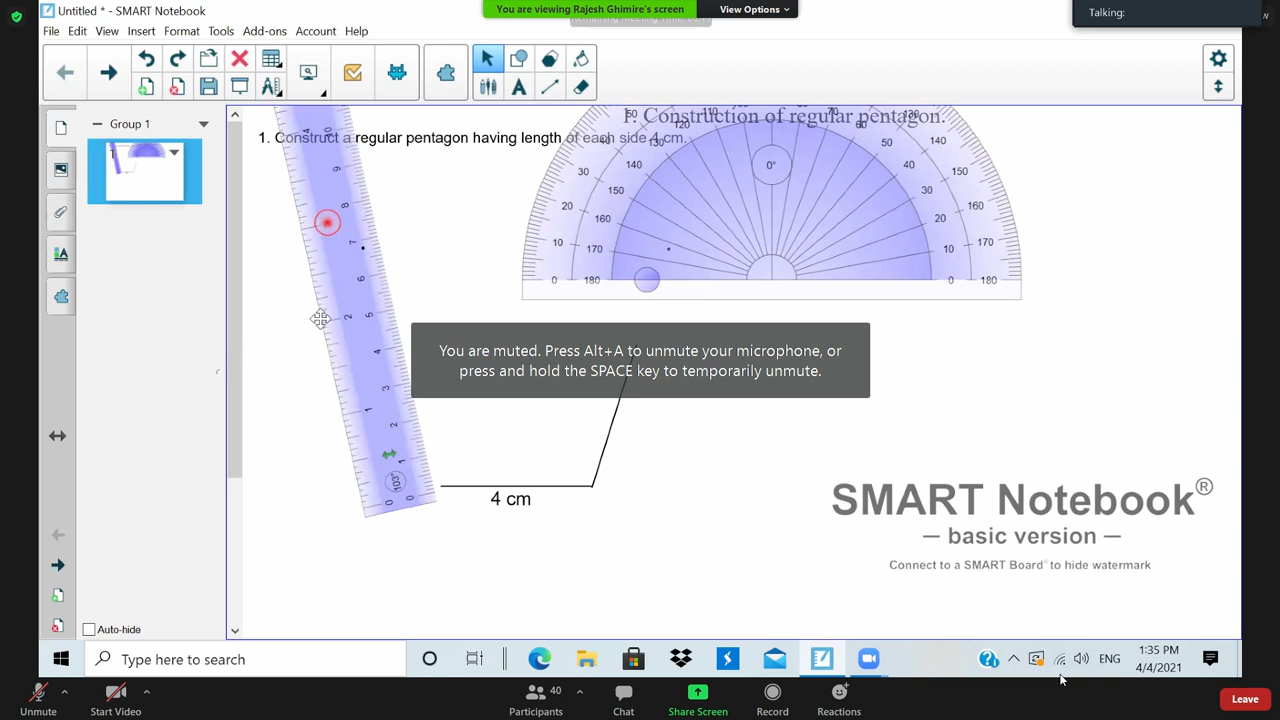 Untitled * - SMART Notebook
You are viewing Rajesh Ghimire's screen
View Options
Talking:
File Edit View Insert Format Tools Add-ons Account Help
Group 1
1. Construction of regular pentagon.
1. Construct a regular pentagon having length of each side 4 cm.
You are muted. Press Alt+A to unmute your microphone, or
press and hold the SPACE key to temporarily unmute.
4 cm
103°
0°
SMART Notebook®
— basic version —
Connect to a SMART Board® to hide watermark
Auto-hide
Type here to search
ENG
1:35 PM
4/4/2021
Unmute
Start Video
40
Participants
Chat
Share Screen
Record
Reactions
Leave